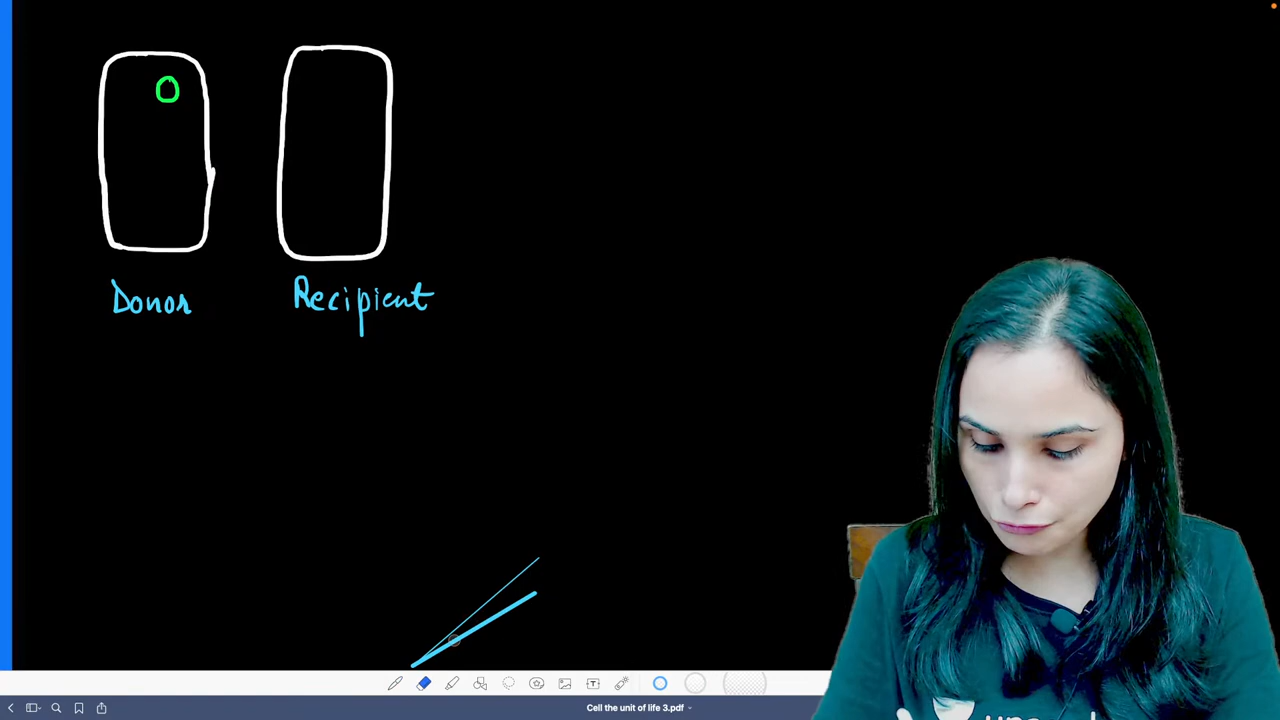 Donor Recipient
Cell the unit of life 3.pdf